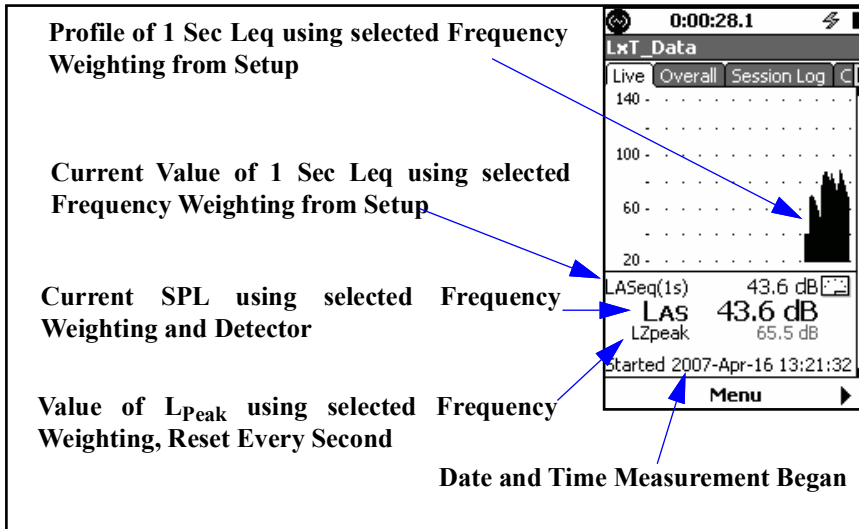 Profile of 1 Sec Leq using selected Frequency
Weighting from Setup
Current Value of 1 Sec Leq using selected
Frequency Weighting from Setup
Current SPL using selected Frequency
Weighting and Detector
Value of LPeak using selected Frequency
Weighting, Reset Every Second
Date and Time Measurement Began
0:00:28.1
LxT_Data
Live Overall Session Log C
140
100
60
20
LASeq(1s) 43.6 dB
LAS 43.6 dB
LZpeak 65.5 dB
Started 2007-Apr-16 13:21:32
Menu